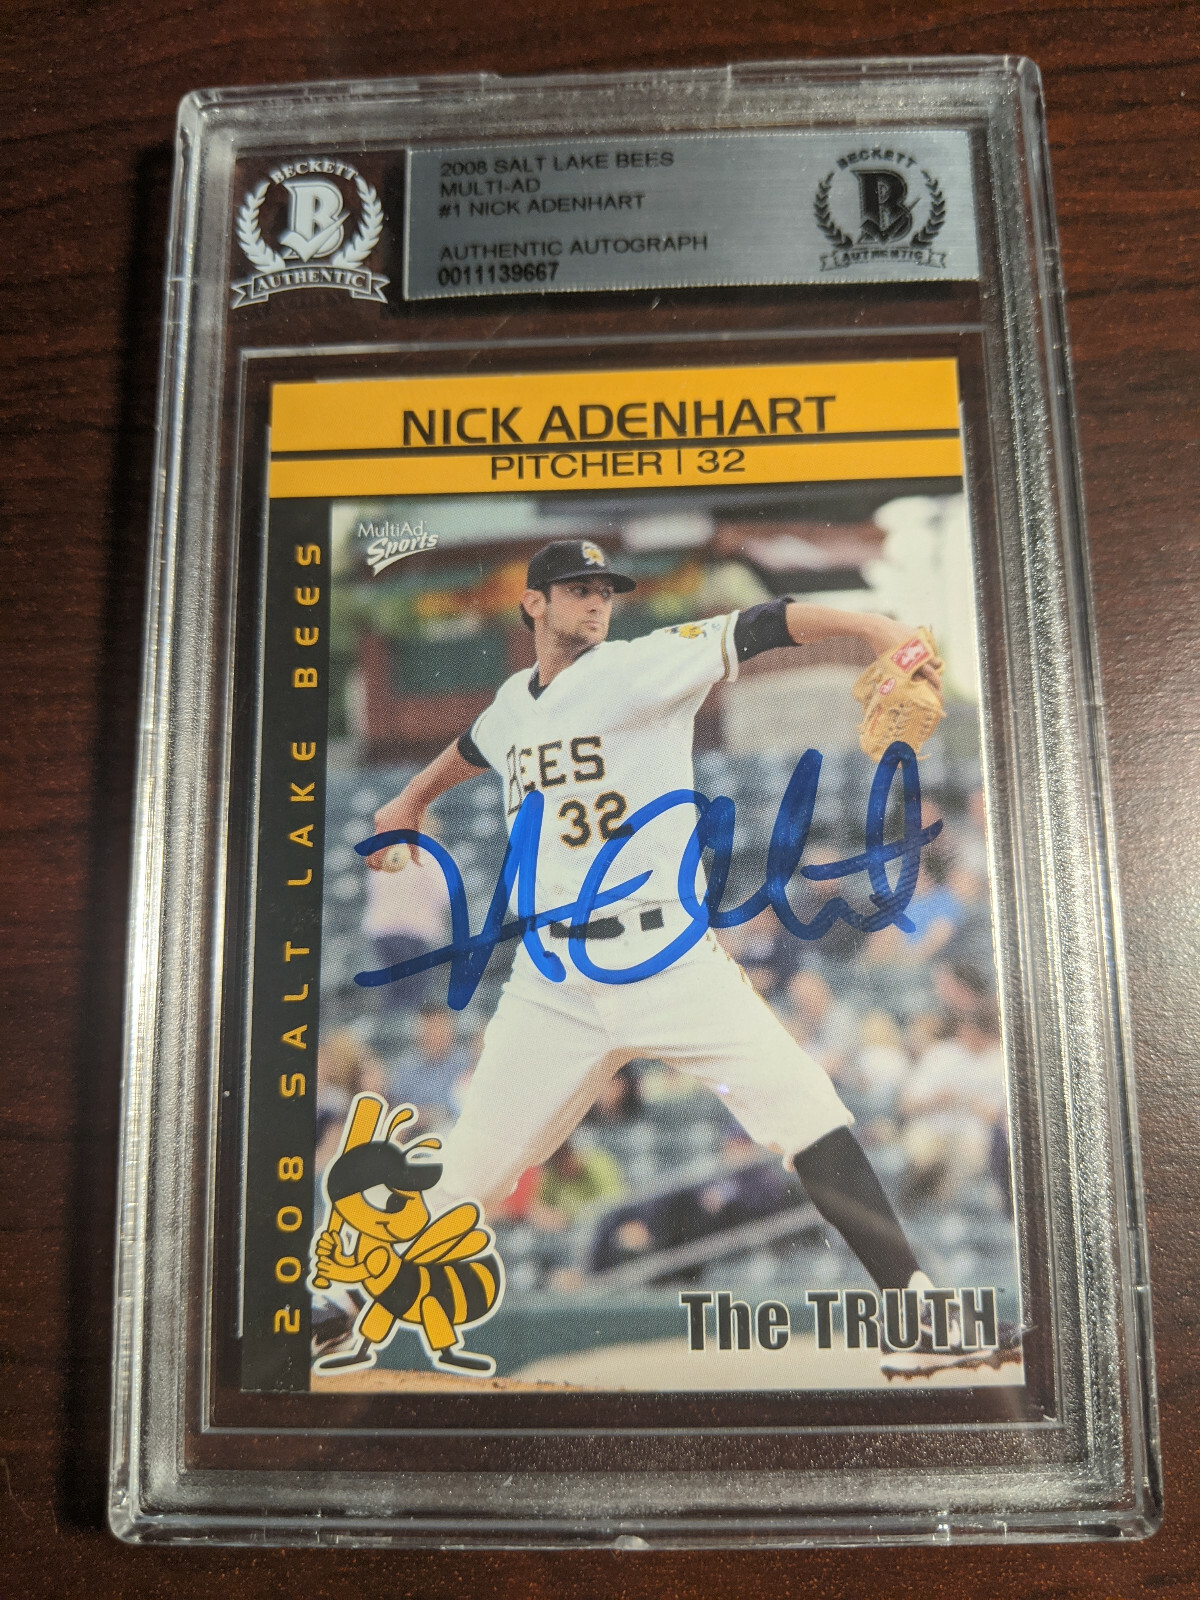 BECKETT
B
AUTHENTIC
2008 SALT LAKE BEES
MULTI-AD
#1 NICK ADENHART
AUTHENTIC AUTOGRAPH
0011139667
BECKETT
B
AUTHENTIC
NICK ADENHART
PITCHER | 32
MultiAd
Sports
2008 SALT LAKE BEES
BEES
32
The TRUTH